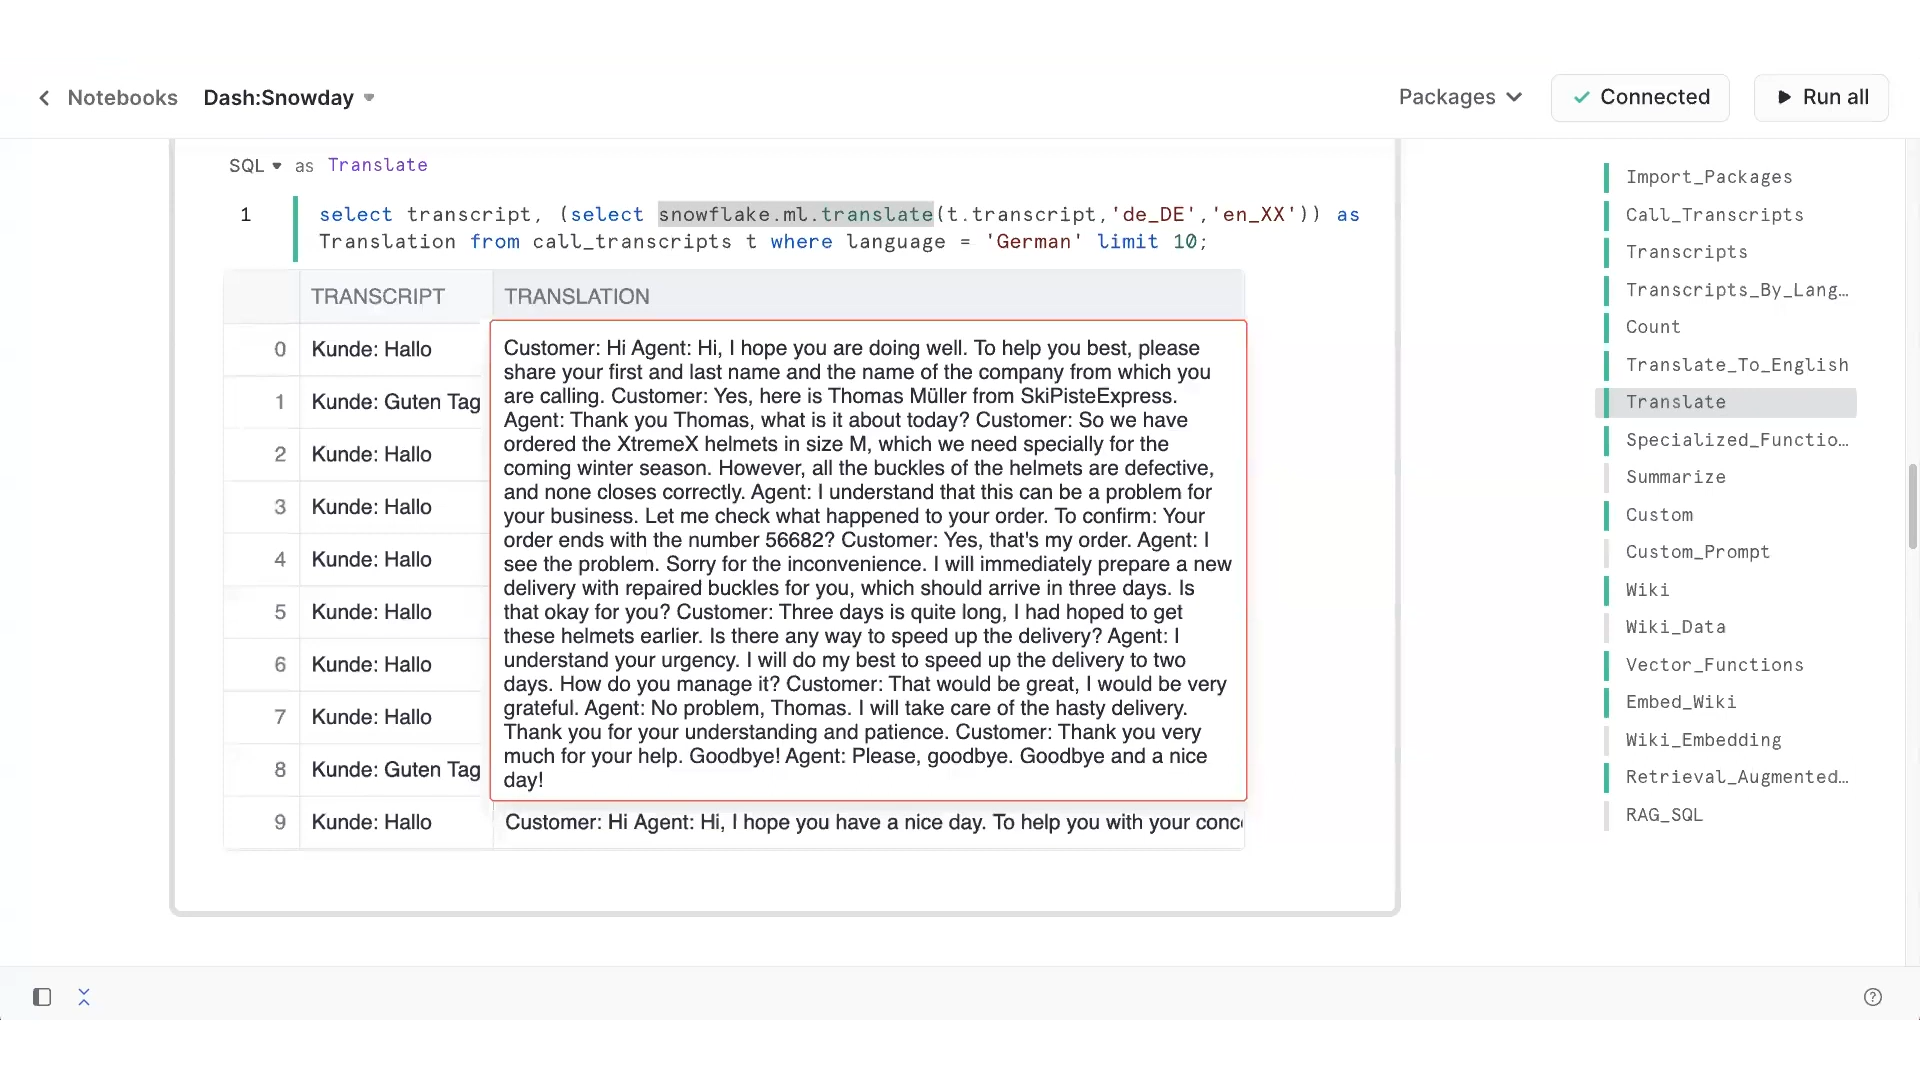 Notebooks Dash:Snowday Packages Connected Run all
SQL as Translate
1 select transcript, (select snowflake.ml.translate(t.transcript,'de_DE','en_XX')) as
Translation from call_transcripts t where language = 'German' limit 10;
TRANSCRIPT TRANSLATION
0 Kunde: Hallo
1 Kunde: Guten Tag
2 Kunde: Hallo
3 Kunde: Hallo
4 Kunde: Hallo
5 Kunde: Hallo
6 Kunde: Hallo
7 Kunde: Hallo
8 Kunde: Guten Tag
9 Kunde: Hallo
Customer: Hi Agent: Hi, I hope you are doing well. To help you best, please
share your first and last name and the name of the company from which you
are calling. Customer: Yes, here is Thomas Müller from SkiPisteExpress.
Agent: Thank you Thomas, what is it about today? Customer: So we have
ordered the XtremeX helmets in size M, which we need specially for the
coming winter season. However, all the buckles of the helmets are defective,
and none closes correctly. Agent: I understand that this can be a problem for
your business. Let me check what happened to your order. To confirm: Your
order ends with the number 56682? Customer: Yes, that's my order. Agent: I
see the problem. Sorry for the inconvenience. I will immediately prepare a new
delivery with repaired buckles for you, which should arrive in three days. Is
that okay for you? Customer: Three days is quite long, I had hoped to get
these helmets earlier. Is there any way to speed up the delivery? Agent: I
understand your urgency. I will do my best to speed up the delivery to two
days. How do you manage it? Customer: That would be great, I would be very
grateful. Agent: No problem, Thomas. I will take care of the hasty delivery.
Thank you for your understanding and patience. Customer: Thank you very
much for your help. Goodbye! Agent: Please, goodbye. Goodbye and a nice
day!
Customer: Hi Agent: Hi, I hope you have a nice day. To help you with your conc
Import_Packages
Call_Transcripts
Transcripts
Transcripts_By_Lang…
Count
Translate_To_English
Translate
Specialized_Functio…
Summarize
Custom
Custom_Prompt
Wiki
Wiki_Data
Vector_Functions
Embed_Wiki
Wiki_Embedding
Retrieval_Augmented…
RAG_SQL